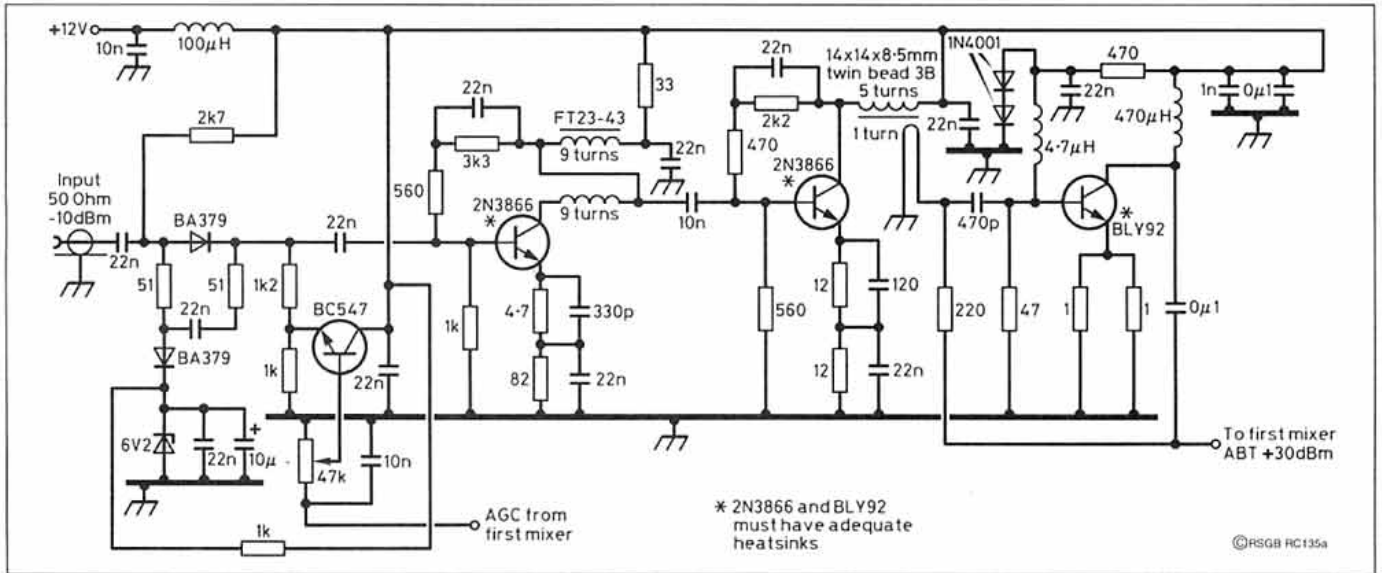 +12V
10n
100μH
2k7
Input
50 Ohm
-10dBm
22n
BA379
51
22n
51
BA379
6V2
22n
+
10μ
1k
1k2
1k
BC547
22n
22n
47k
10n
AGC from
first mixer
22n
3k3
560
1k
FT23-43
9 turns
9 turns
33
22n
2N3866
*
4·7
330p
82
22n
10n
22n
2k2
470
560
2N3866
*
12
120
12
22n
14x14x8·5mm
twin bead 3B
5 turns
1 turn
22n
1N4001
22n
470
4·7μH
470μH
1n
0μ1
470p
220
47
*
BLY92
1
1
0μ1
To first mixer
ABT +30dBm
* 2N3866 and BLY92
must have adequate
heatsinks
©RSGB RC135a